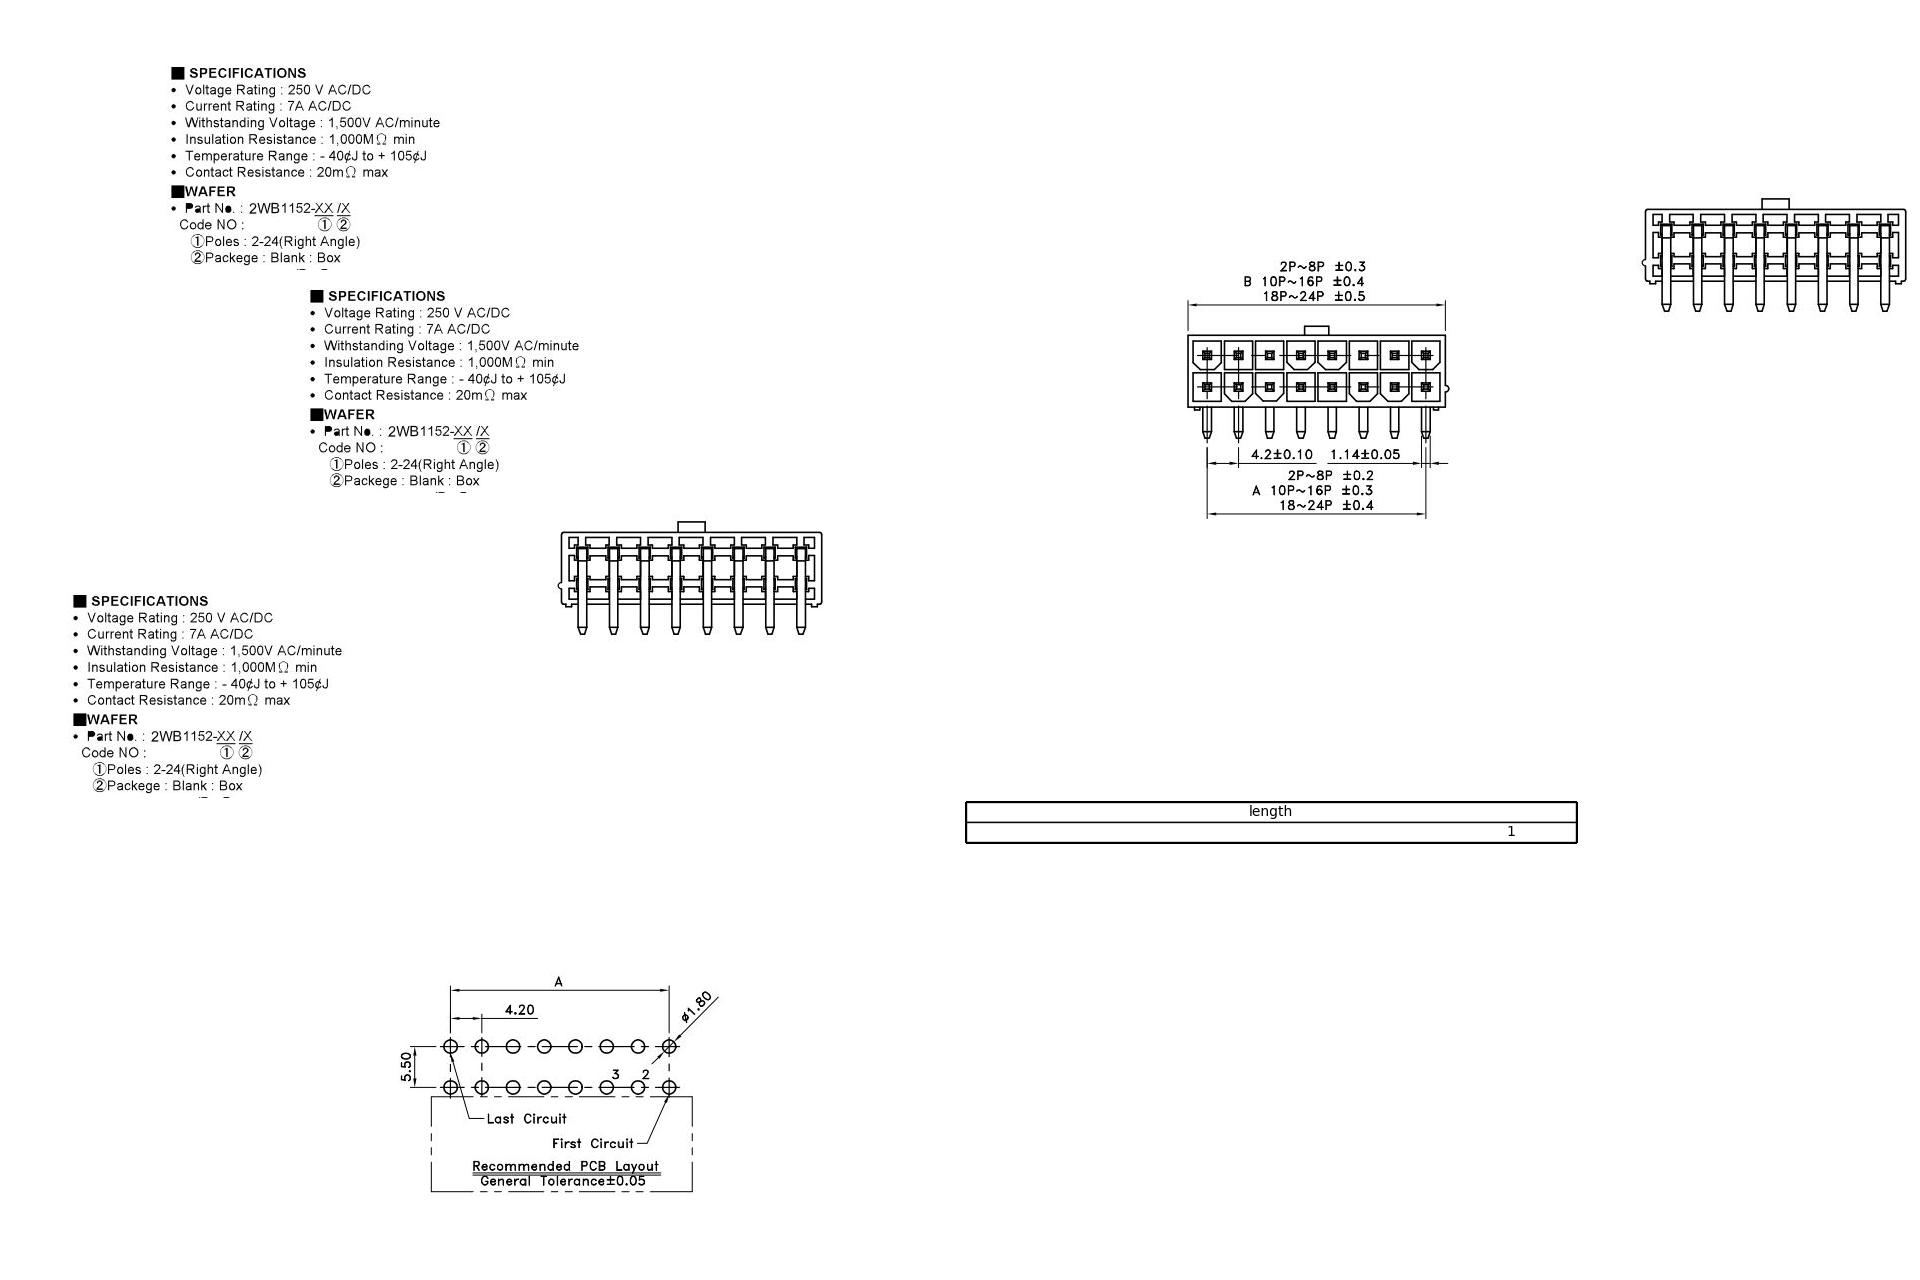 ■ SPECIFICATIONS
• Voltage Rating : 250 V AC/DC
• Current Rating : 7A AC/DC
• Withstanding Voltage : 1,500V AC/minute
• Insulation Resistance : 1,000MΩ min
• Temperature Range : - 40¢J to + 105¢J
• Contact Resistance : 20mΩ max
■WAFER
• Part No. : 2WB1152-XX /X
Code NO : ① ②
①Poles : 2-24(Right Angle)
②Packege : Blank : Box
■ SPECIFICATIONS
• Voltage Rating : 250 V AC/DC
• Current Rating : 7A AC/DC
• Withstanding Voltage : 1,500V AC/minute
• Insulation Resistance : 1,000MΩ min
• Temperature Range : - 40¢J to + 105¢J
• Contact Resistance : 20mΩ max
■WAFER
• Part No. : 2WB1152-XX /X
Code NO : ① ②
①Poles : 2-24(Right Angle)
②Packege : Blank : Box
2P~8P ±0.3
B 10P~16P ±0.4
18P~24P ±0.5
4.2±0.10 1.14±0.05
2P~8P ±0.2
A 10P~16P ±0.3
18~24P ±0.4
■ SPECIFICATIONS
• Voltage Rating : 250 V AC/DC
• Current Rating : 7A AC/DC
• Withstanding Voltage : 1,500V AC/minute
• Insulation Resistance : 1,000MΩ min
• Temperature Range : - 40¢J to + 105¢J
• Contact Resistance : 20mΩ max
■WAFER
• Part No. : 2WB1152-XX /X
Code NO : ① ②
①Poles : 2-24(Right Angle)
②Packege : Blank : Box
length
1
A
4.20
ø1.80
5.50
3 2
Last Circuit
First Circuit
Recommended PCB Layout
General Tolerance±0.05